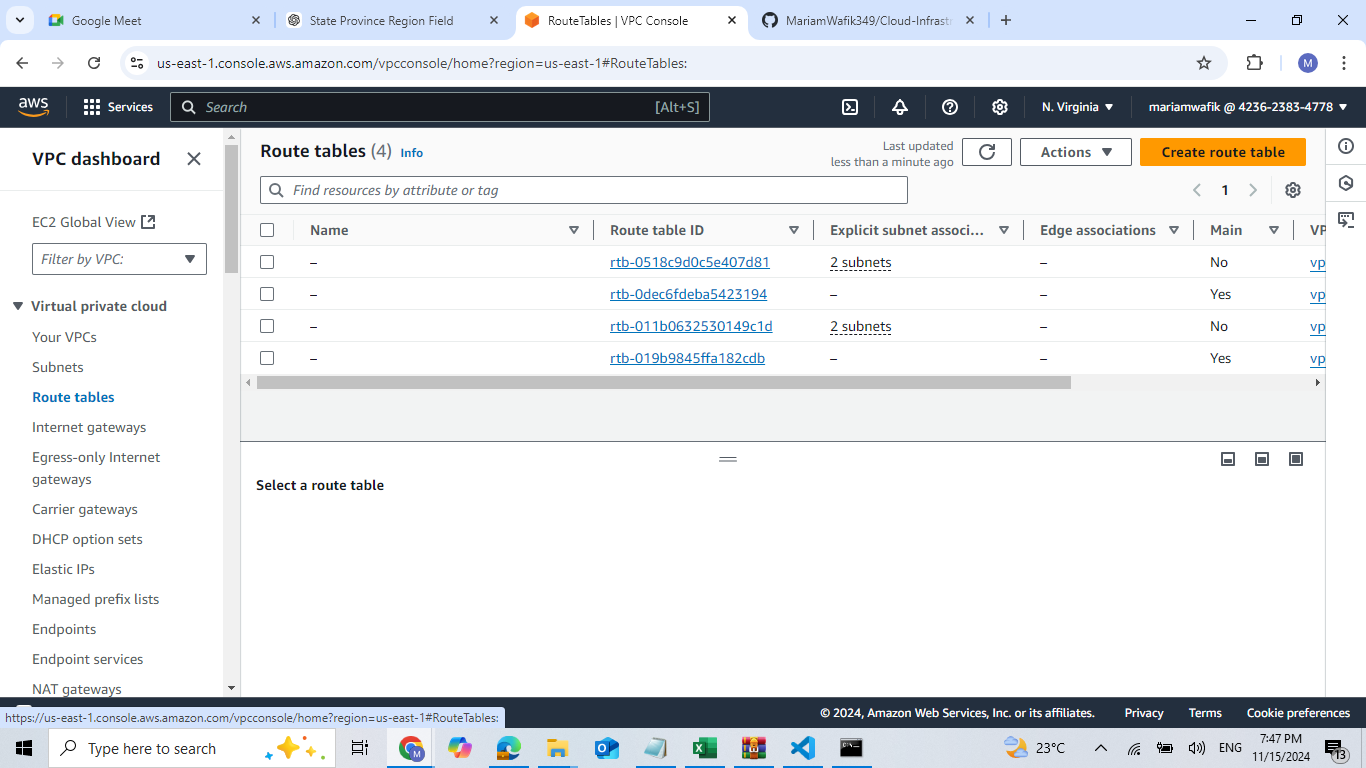 Google Meet
State Province Region Field
RouteTables | VPC Console
MariamWafik349/Cloud-Infrast
us-east-1.console.aws.amazon.com/vpcconsole/home?region=us-east-1#RouteTables:
M
aws
Services
Search
[Alt+S]
N. Virginia
mariamwafik @ 4236-2383-4778
VPC dashboard
EC2 Global View
Filter by VPC:
Virtual private cloud
Your VPCs
Subnets
Route tables
Internet gateways
Egress-only Internet
gateways
Carrier gateways
DHCP option sets
Elastic IPs
Managed prefix lists
Endpoints
Endpoint services
NAT gateways
Route tables (4) Info
Last updated
less than a minute ago
Actions
Create route table
Find resources by attribute or tag
1
Name Route table ID Explicit subnet associ... Edge associations Main VP
– rtb-0518c9d0c5e407d81 2 subnets – No vp
– rtb-0dec6fdeba5423194 – – Yes vp
– rtb-011b0632530149c1d 2 subnets – No vp
– rtb-019b9845ffa182cdb – – Yes vp
Select a route table
https://us-east-1.console.aws.amazon.com/vpcconsole/home?region=us-east-1#RouteTables:
© 2024, Amazon Web Services, Inc. or its affiliates.
Privacy
Terms
Cookie preferences
Type here to search
M
23°C
ENG
7:47 PM
11/15/2024
13